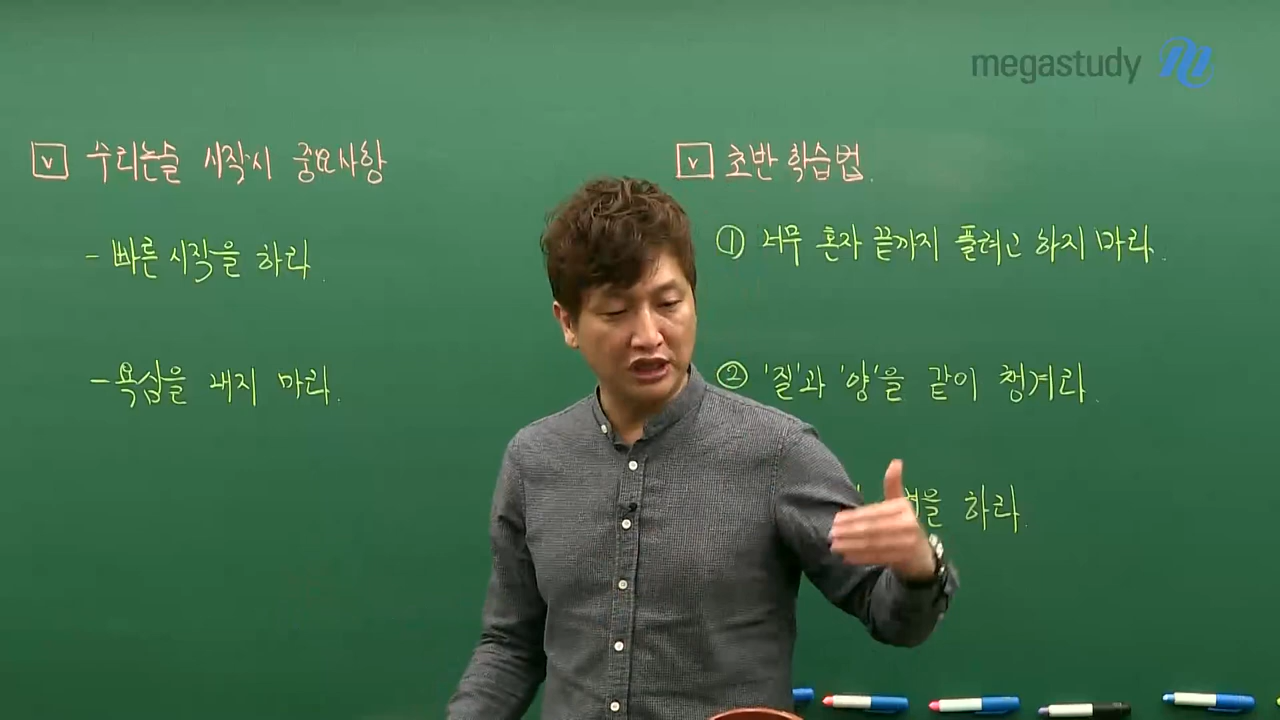 megastudy
v 수리논술 시작시 중요사항
- 빠른 시작을 하라.
- 욕심을 내지 마라.
v 초반 학습법.
① 너무 혼자 끝까지 풀려고 하지 마라.
② '질'과 '양'을 같이 챙겨라.
하라.